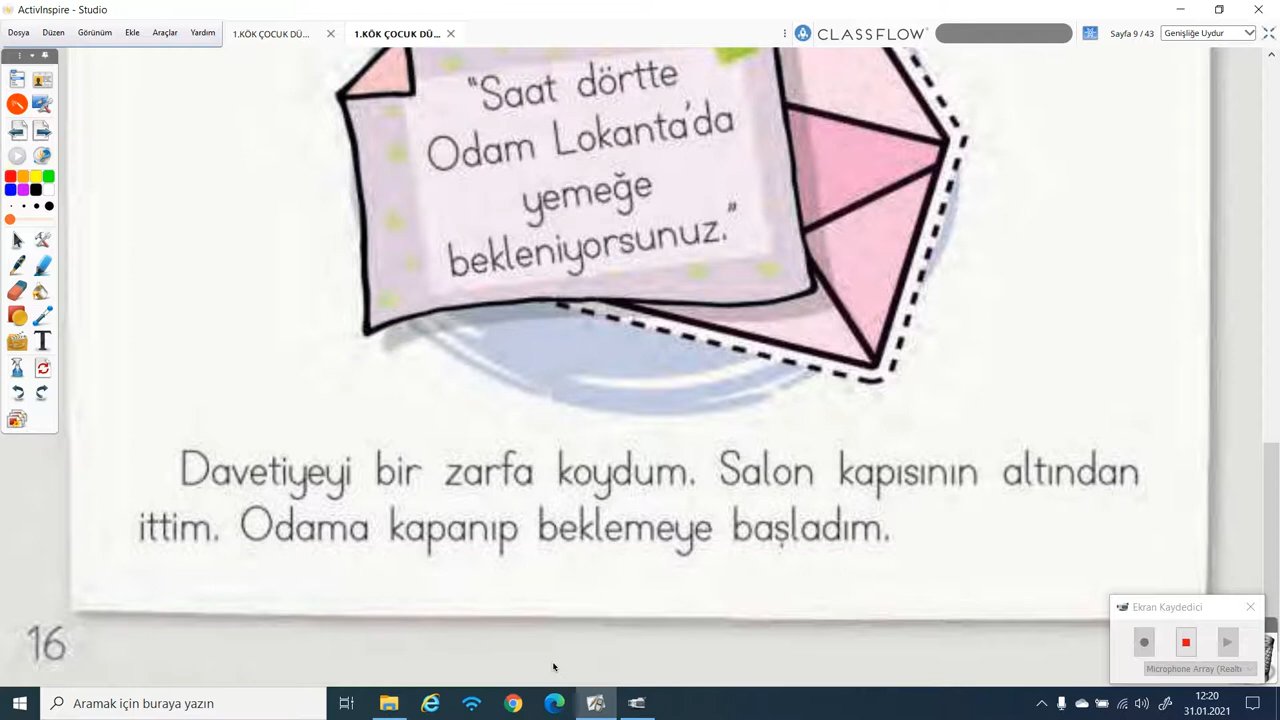 ActivInspire - Studio
Dosya Düzen Görünüm Ekle Araçlar Yardım
1.KÖK ÇOCUK DÜ...
1.KÖK ÇOCUK DÜ...
CLASSFLOW
Sayfa 9 / 43
Genişliğe Uydur
"Saat dörtte
Odam Lokanta'da
yemeğe
bekleniyorsunuz."
Davetiyeyi bir zarfa koydum. Salon kapısının altından
ittim. Odama kapanıp beklemeye başladım.
16
Ekran Kaydedici
Microphone Array (Realt
Aramak için buraya yazın
12:20
31.01.2021